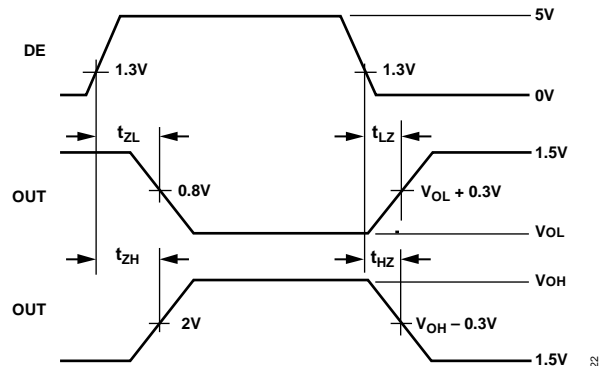 5V
DE
1.3V
1.3V
0V
tZL
tLZ
1.5V
OUT
0.8V
VOL + 0.3V
VOL
tZH
tHZ
VOH
OUT
2V
VOH – 0.3V
1.5V
22